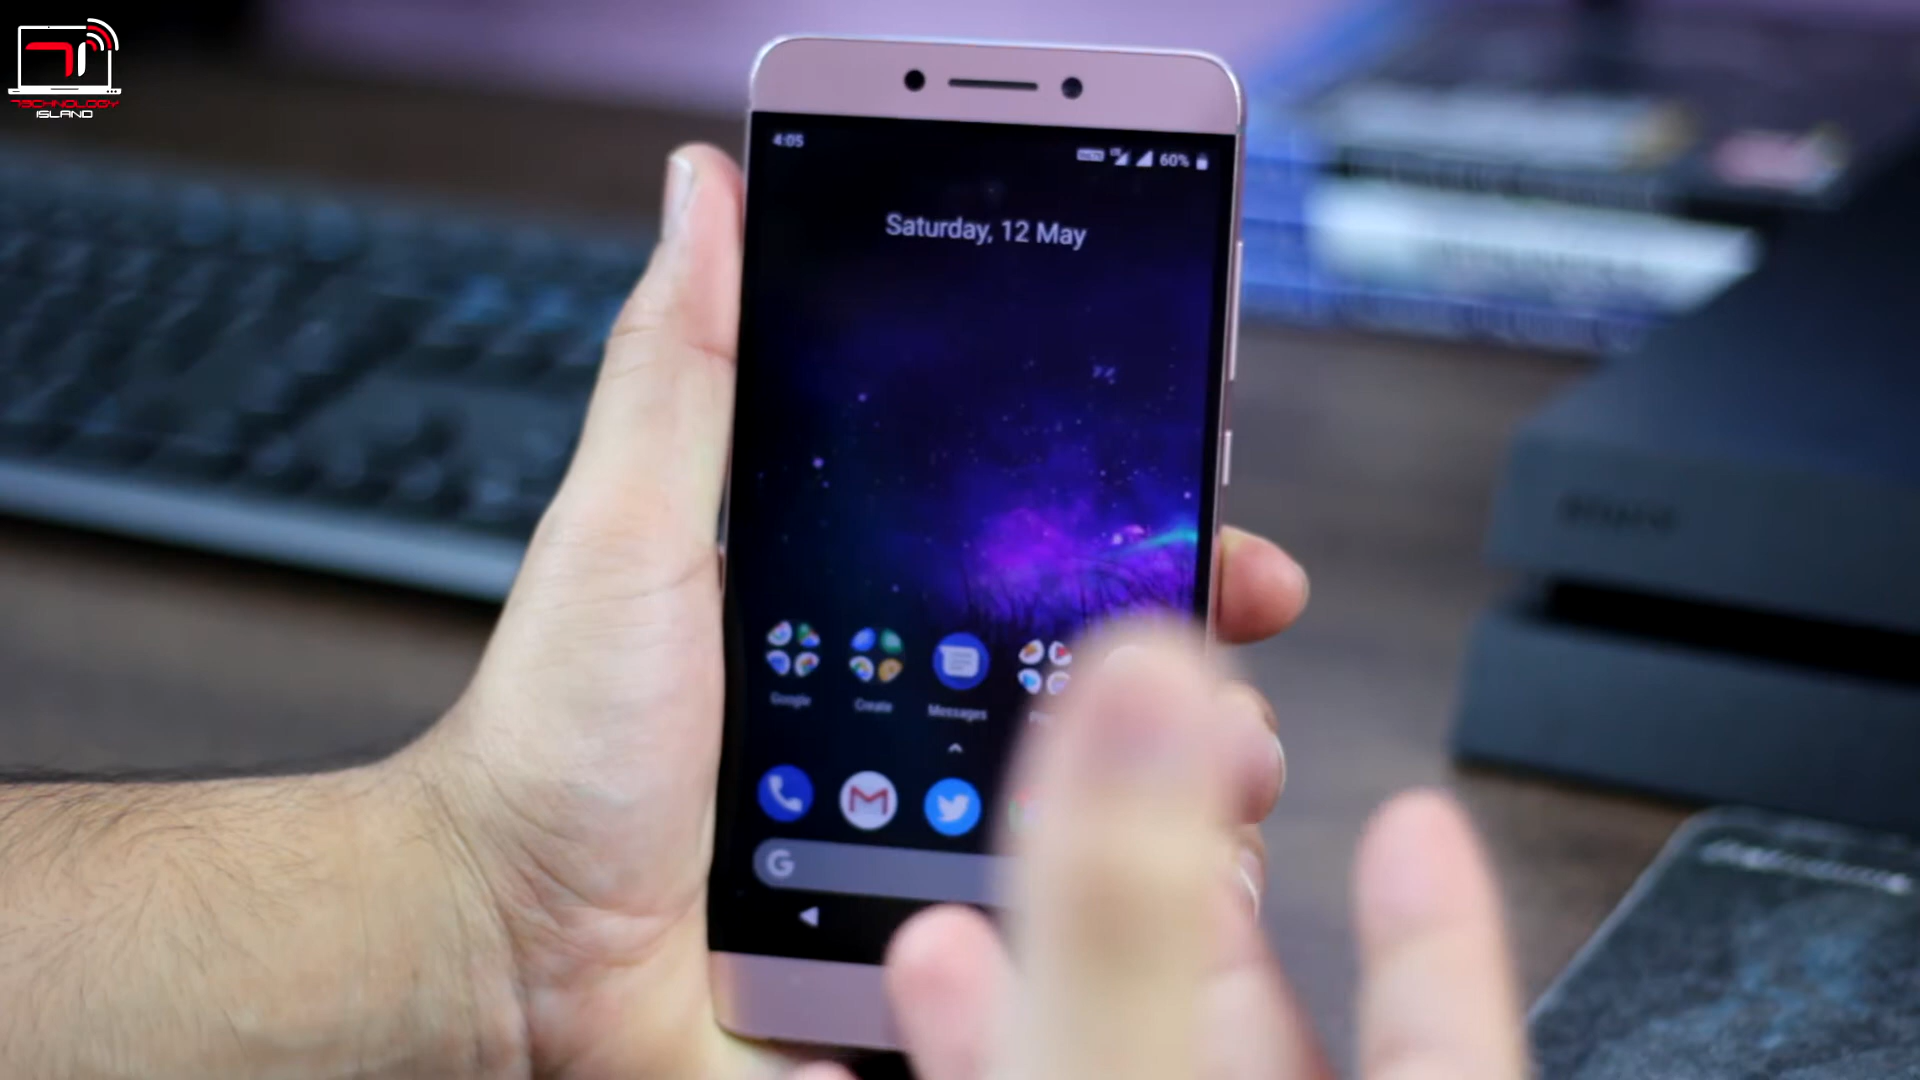 TECHNOLOGY
ISLAND
4:05
60%
Saturday, 12 May
Google
Create
Messages
G